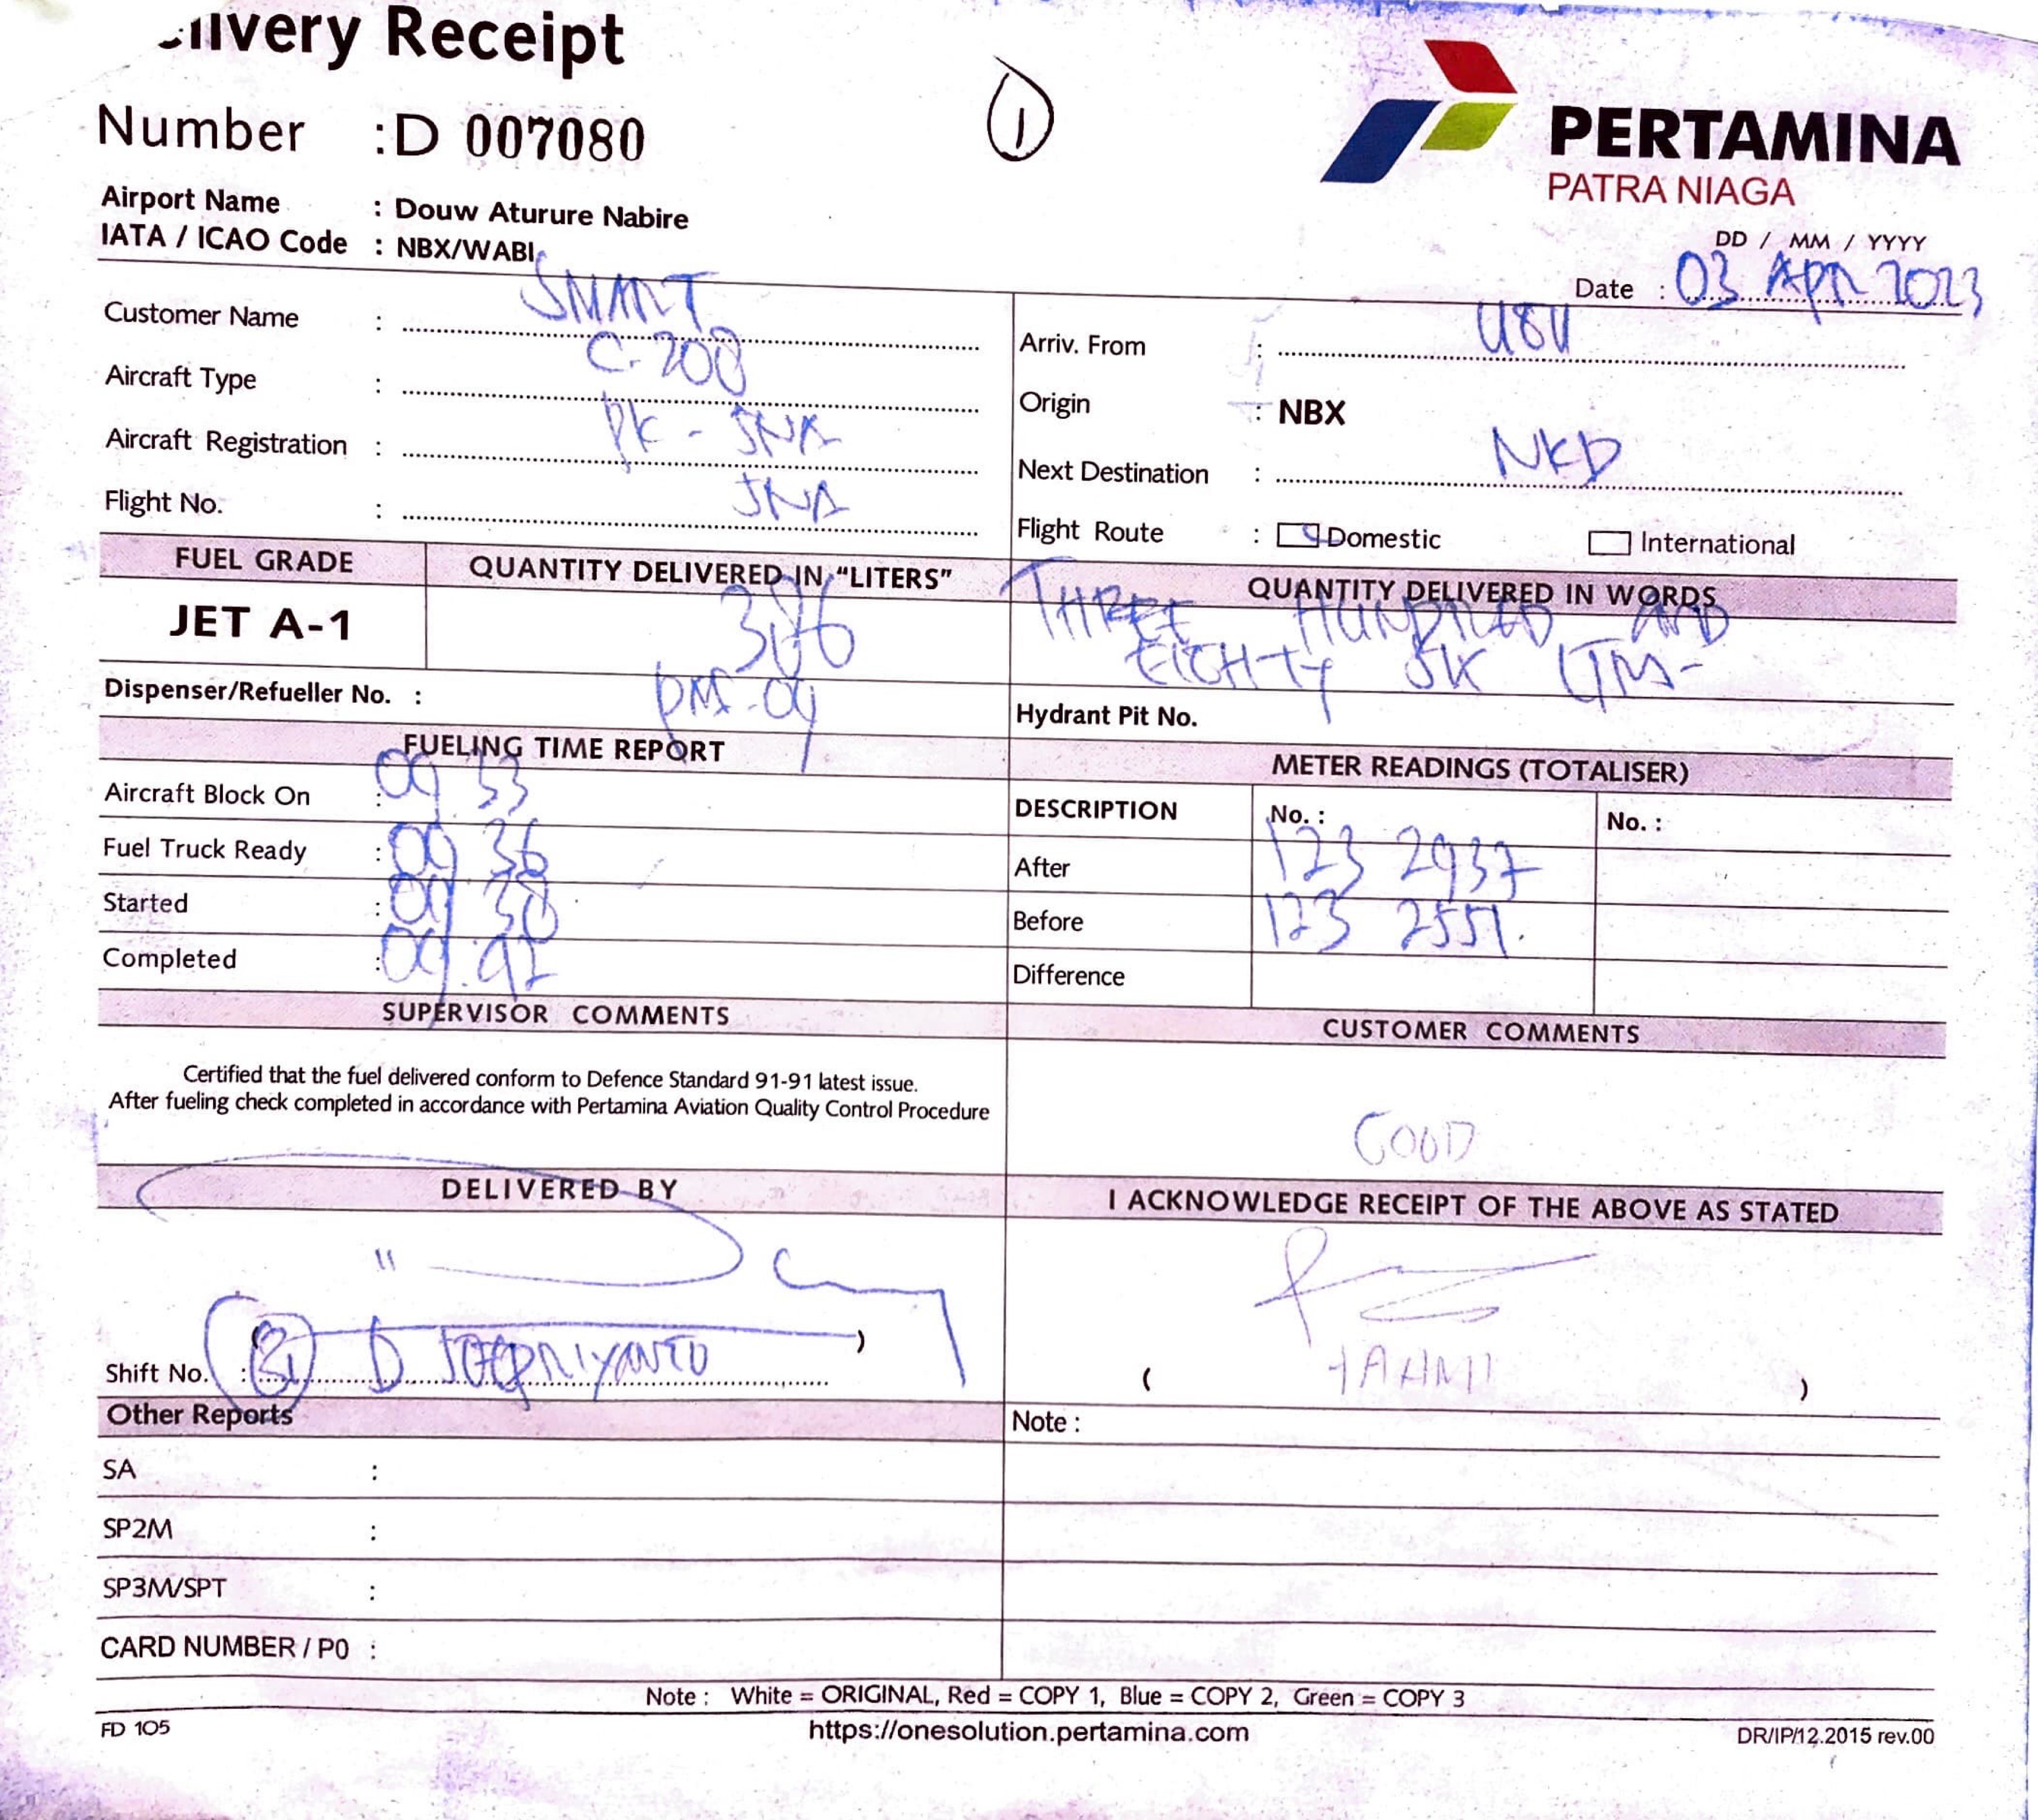 livery Receipt
1
PERTAMINA
PATRA NIAGA
Number : D 007080
Airport Name : Douw Aturure Nabire
IATA / ICAO Code : NBX/WABI
DD / MM / YYYY
Date : 03 APR 2023
Customer Name : SMART
Aircraft Type : C-208
Aircraft Registration : PK - SNA
Flight No. : SNA
Arriv. From :
Origin : NBX
Next Destination : NKD
Flight Route : Domestic International
FUEL GRADE
QUANTITY DELIVERED IN "LITERS"
QUANTITY DELIVERED IN WORDS
JET A-1
386
THREE HUNDRED AND
EIGHTY SIX LTR-
Dispenser/Refueller No. :
Hydrant Pit No.
FUELING TIME REPORT
Aircraft Block On : 09 33
Fuel Truck Ready : 09 36
Started : 09 38
Completed : 09.42
METER READINGS (TOTALISER)
DESCRIPTION No. : No. :
After 123 2937
Before 123 2551.
Difference
SUPERVISOR COMMENTS
Certified that the fuel delivered conform to Defence Standard 91-91 latest issue.
After fueling check completed in accordance with Pertamina Aviation Quality Control Procedure
CUSTOMER COMMENTS
GOOD
DELIVERED BY
Shift No. : D
I ACKNOWLEDGE RECEIPT OF THE ABOVE AS STATED
( FAHMI )
Other Reports
SA :
SP2M :
SP3M/SPT :
CARD NUMBER / P0 :
Note :
Note : White = ORIGINAL, Red = COPY 1, Blue = COPY 2, Green = COPY 3
FD 105
https://onesolution.pertamina.com
DR/IP/12.2015 rev.00